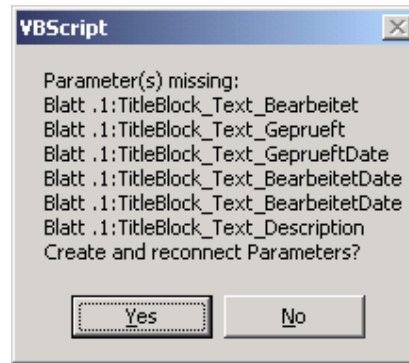 VBScript
Parameter(s) missing:
Blatt .1:TitleBlock_Text_Bearbeitet
Blatt .1:TitleBlock_Text_Geprueft
Blatt .1:TitleBlock_Text_GeprueftDate
Blatt .1:TitleBlock_Text_BearbeitetDate
Blatt .1:TitleBlock_Text_BearbeitetDate
Blatt .1:TitleBlock_Text_Description
Create and reconnect Parameters?
Yes
No